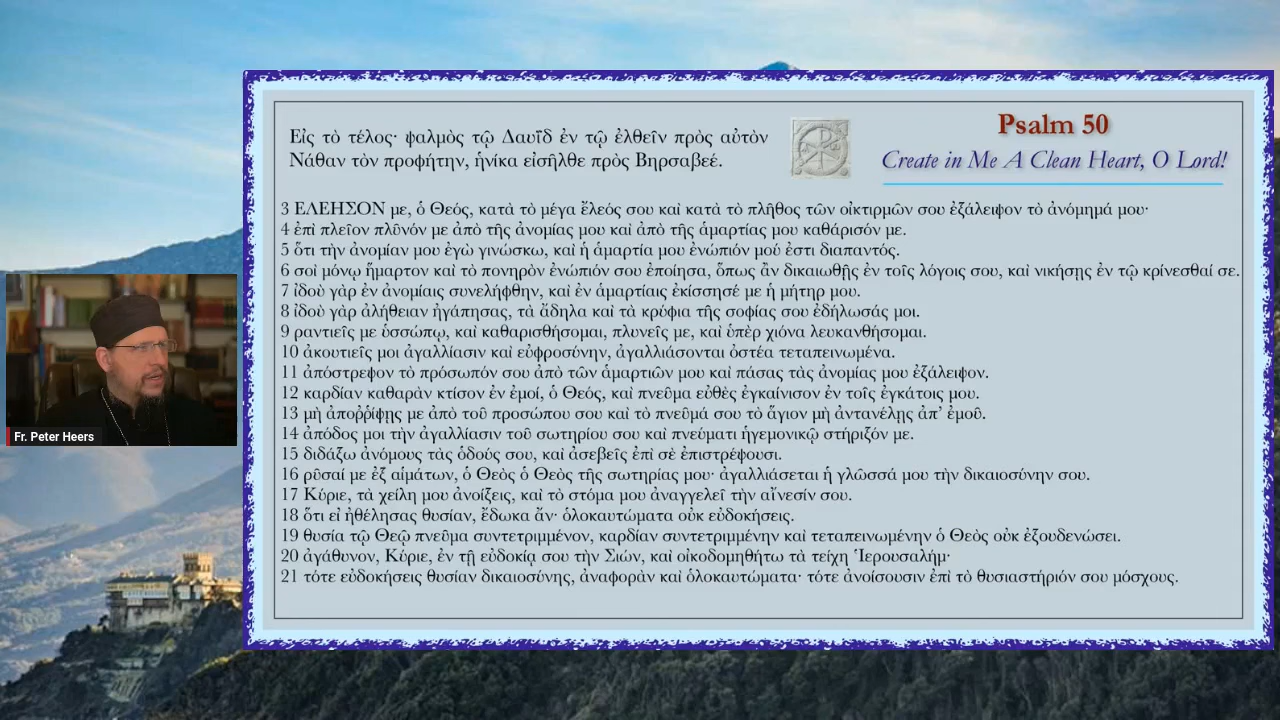 Εἰς τὸ τέλος· ψαλμὸς τῷ Δαυῒδ ἐν τῷ ἐλθεῖν πρὸς αὐτὸν
Νάθαν τὸν προφήτην, ἡνίκα εἰσῆλθε πρὸς Βηρσαβεέ.
Psalm 50
Create in Me A Clean Heart, O Lord!
3 ΕΛΕΗΣΟΝ με, ὁ Θεός, κατὰ τὸ μέγα ἔλεός σου καὶ κατὰ τὸ πλῆθος τῶν οἰκτιρμῶν σου ἐξάλειψον τὸ ἀνόμημά μου·
4 ἐπὶ πλεῖον πλῦνόν με ἀπὸ τῆς ἀνομίας μου καὶ ἀπὸ τῆς ἁμαρτίας μου καθάρισόν με.
5 ὅτι τὴν ἀνομίαν μου ἐγὼ γινώσκω, καὶ ἡ ἁμαρτία μου ἐνώπιόν μού ἐστι διαπαντός.
6 σοὶ μόνῳ ἥμαρτον καὶ τὸ πονηρὸν ἐνώπιόν σου ἐποίησα, ὅπως ἂν δικαιωθῇς ἐν τοῖς λόγοις σου, καὶ νικήσῃς ἐν τῷ κρίνεσθαί σε.
7 ἰδοὺ γὰρ ἐν ἀνομίαις συνελήφθην, καὶ ἐν ἁμαρτίαις ἐκίσσησέ με ἡ μήτηρ μου.
8 ἰδοὺ γὰρ ἀλήθειαν ἠγάπησας, τὰ ἄδηλα καὶ τὰ κρύφια τῆς σοφίας σου ἐδήλωσάς μοι.
9 ραντιεῖς με ὑσσώπῳ, καὶ καθαρισθήσομαι, πλυνεῖς με, καὶ ὑπὲρ χιόνα λευκανθήσομαι.
10 ἀκουτιεῖς μοι ἀγαλλίασιν καὶ εὐφροσύνην, ἀγαλλιάσονται ὀστέα τεταπεινωμένα.
11 ἀπόστρεψον τὸ πρόσωπόν σου ἀπὸ τῶν ἁμαρτιῶν μου καὶ πάσας τὰς ἀνομίας μου ἐξάλειψον.
12 καρδίαν καθαρὰν κτίσον ἐν ἐμοί, ὁ Θεός, καὶ πνεῦμα εὐθὲς ἐγκαίνισον ἐν τοῖς ἐγκάτοις μου.
13 μὴ ἀποῤῥίψῃς με ἀπὸ τοῦ προσώπου σου καὶ τὸ πνεῦμά σου τὸ ἅγιον μὴ ἀντανέλῃς ἀπ’ ἐμοῦ.
14 ἀπόδος μοι τὴν ἀγαλλίασιν τοῦ σωτηρίου σου καὶ πνεύματι ἡγεμονικῷ στήριξόν με.
15 διδάξω ἀνόμους τὰς ὁδούς σου, καὶ ἀσεβεῖς ἐπὶ σὲ ἐπιστρέψουσι.
16 ρῦσαί με ἐξ αἱμάτων, ὁ Θεὸς ὁ Θεὸς τῆς σωτηρίας μου· ἀγαλλιάσεται ἡ γλῶσσά μου τὴν δικαιοσύνην σου.
17 Κύριε, τὰ χείλη μου ἀνοίξεις, καὶ τὸ στόμα μου ἀναγγελεῖ τὴν αἴνεσίν σου.
18 ὅτι εἰ ἠθέλησας θυσίαν, ἔδωκα ἄν· ὁλοκαυτώματα οὐκ εὐδοκήσεις.
19 θυσία τῷ Θεῷ πνεῦμα συντετριμμένον, καρδίαν συντετριμμένην καὶ τεταπεινωμένην ὁ Θεὸς οὐκ ἐξουδενώσει.
20 ἀγάθυνον, Κύριε, ἐν τῇ εὐδοκίᾳ σου τὴν Σιών, καὶ οἰκοδομηθήτω τὰ τείχη Ἱερουσαλήμ·
21 τότε εὐδοκήσεις θυσίαν δικαιοσύνης, ἀναφορὰν καὶ ὁλοκαυτώματα· τότε ἀνοίσουσιν ἐπὶ τὸ θυσιαστήριόν σου μόσχους.
Fr. Peter Heers